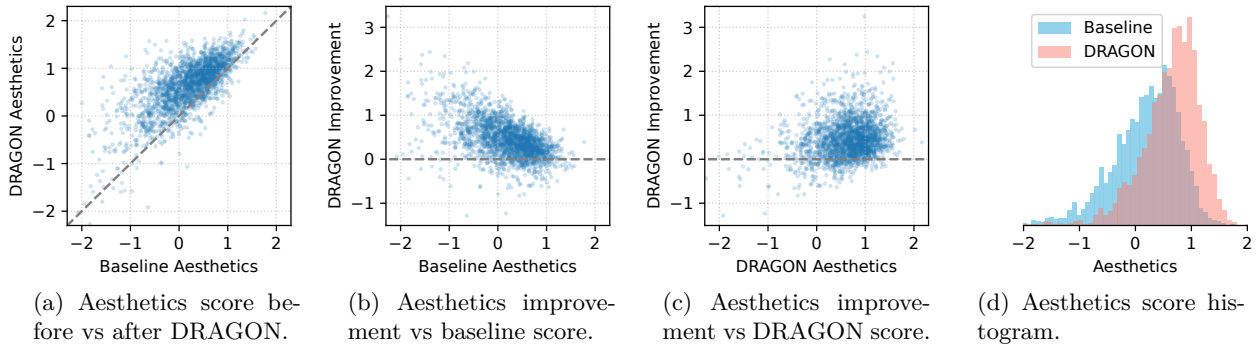 2
1
0
−1
−2
DRAGON Aesthetics
−2 −1 0 1 2
Baseline Aesthetics
(a) Aesthetics score be-
fore vs after DRAGON.
3
2
1
0
−1
DRAGON Improvement
−2 −1 0 1 2
Baseline Aesthetics
(b) Aesthetics improve-
ment vs baseline score.
3
2
1
0
−1
DRAGON Improvement
−2 −1 0 1 2
DRAGON Aesthetics
(c) Aesthetics improve-
ment vs DRAGON score.
Baseline
DRAGON
−2 −1 0 1 2
Aesthetics
(d) Aesthetics score his-
togram.